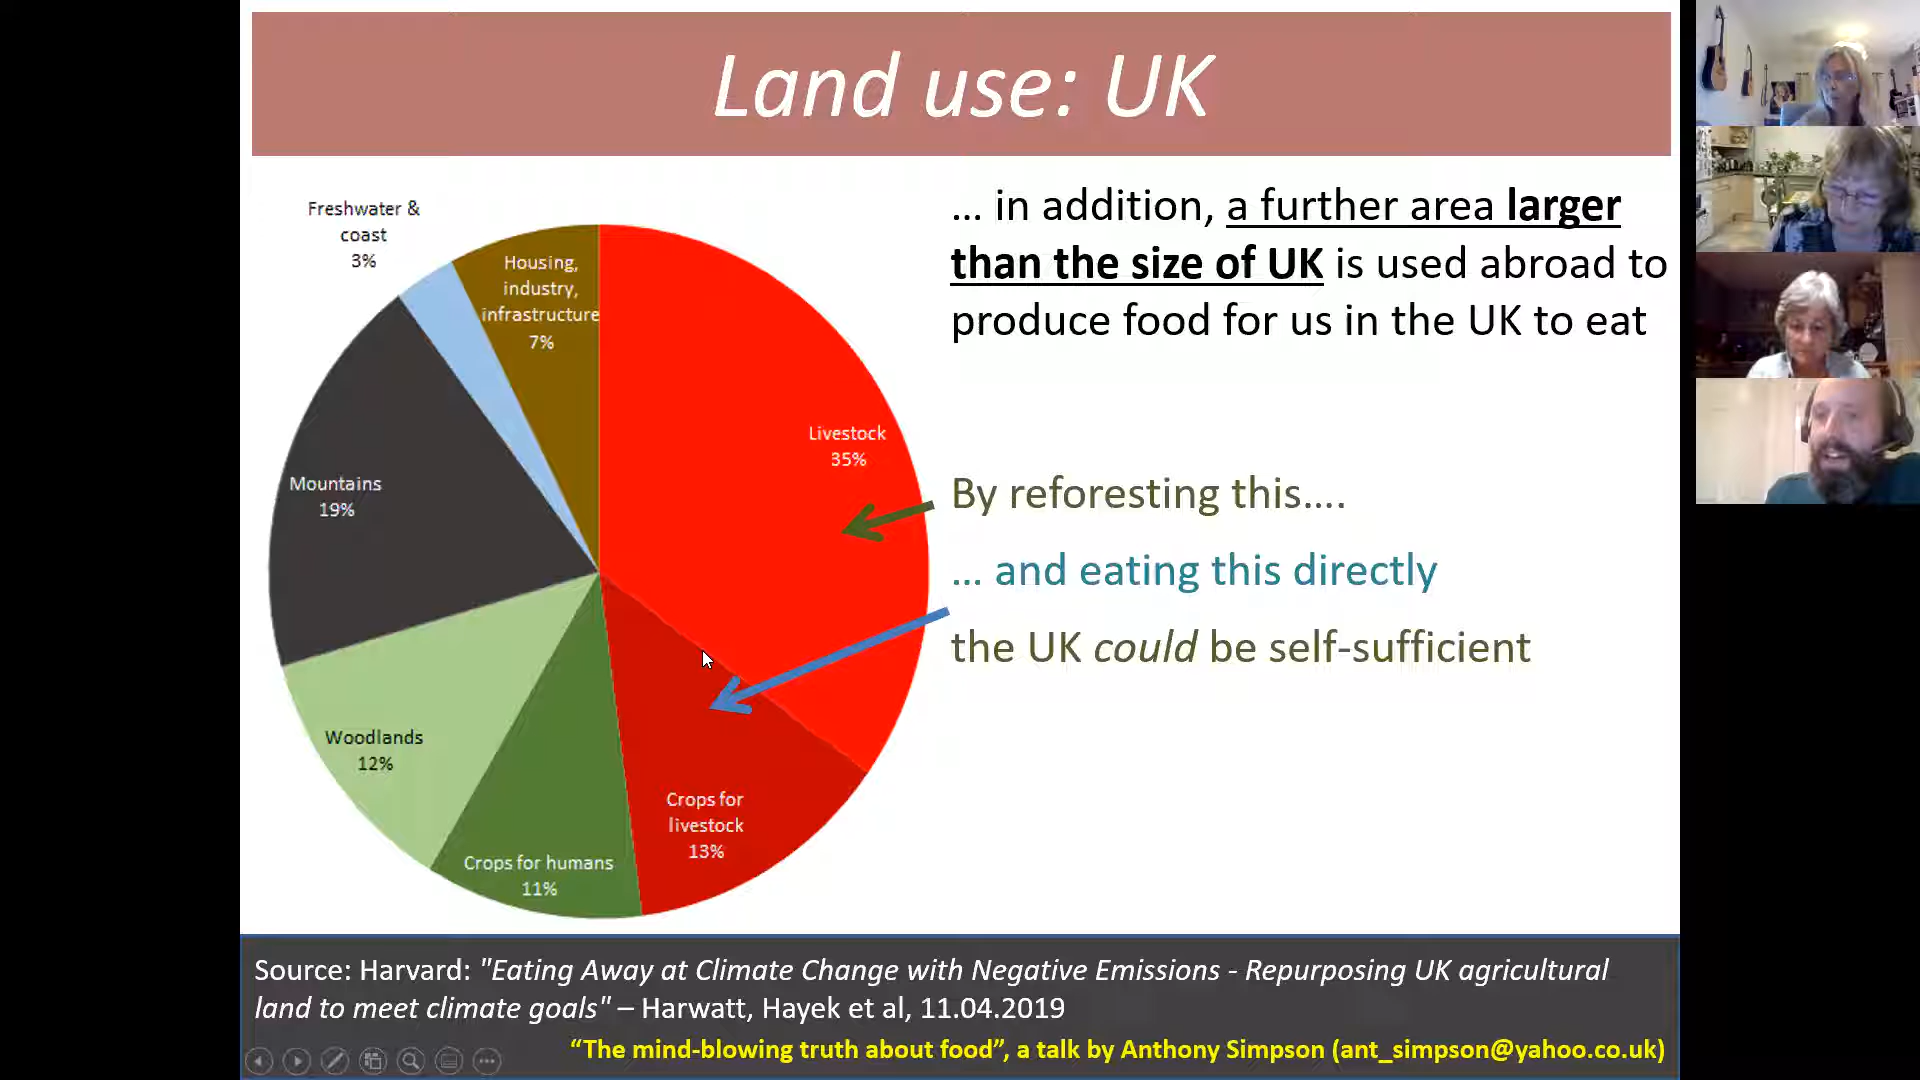 Land use: UK
Freshwater &
coast
3%
Housing,
industry,
infrastructure
7%
Livestock
35%
Mountains
19%
Woodlands
12%
Crops for humans
11%
Crops for
livestock
13%
... in addition, a further area larger
than the size of UK is used abroad to
produce food for us in the UK to eat
By reforesting this....
... and eating this directly
the UK could be self-sufficient
Source: Harvard: "Eating Away at Climate Change with Negative Emissions - Repurposing UK agricultural
land to meet climate goals" – Harwatt, Hayek et al, 11.04.2019
“The mind-blowing truth about food”, a talk by Anthony Simpson (ant_simpson@yahoo.co.uk)